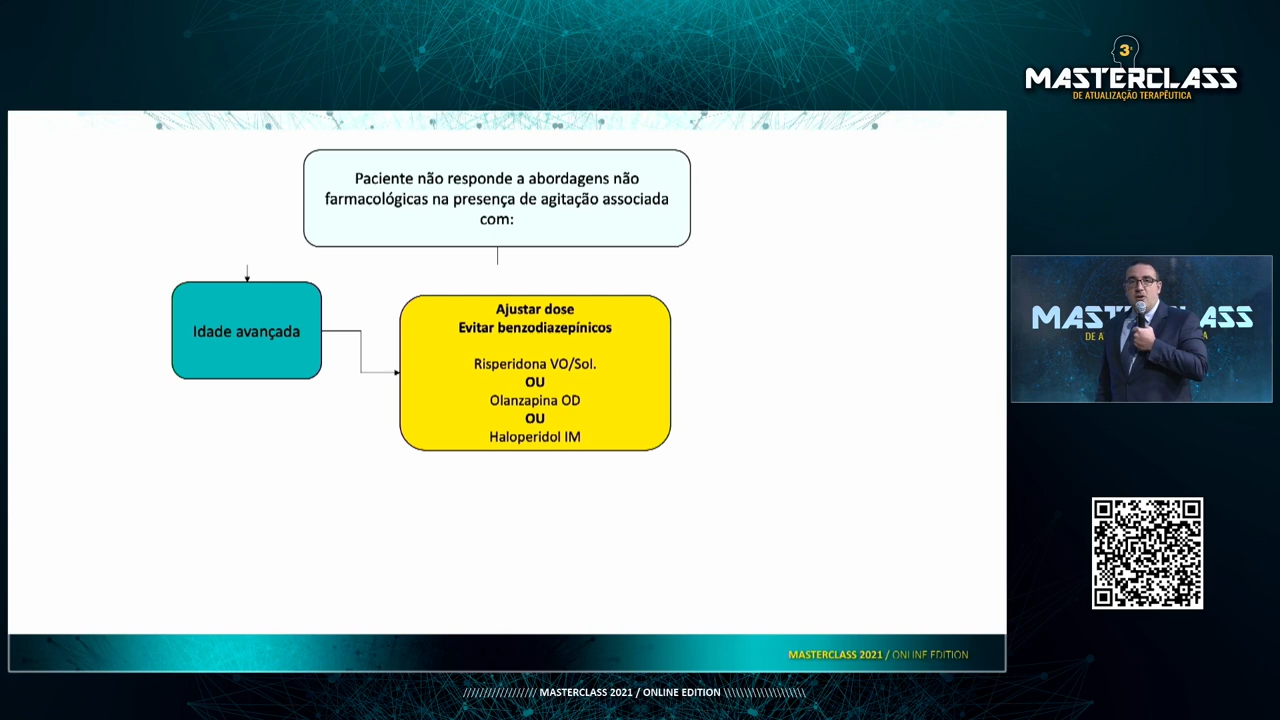 3ª
MASTERCLASS
DE ATUALIZAÇÃO TERAPÊUTICA
Paciente não responde a abordagens não
farmacológicas na presença de agitação associada
com:
Idade avançada
Ajustar dose
Evitar benzodiazepínicos
Risperidona VO/Sol.
OU
Olanzapina OD
OU
Haloperidol IM
MASTERCLASS 2021 / ONLINE EDITION
////////////////// MASTERCLASS 2021 / ONLINE EDITION \\\\\\\\\\\\\\\\\\\\